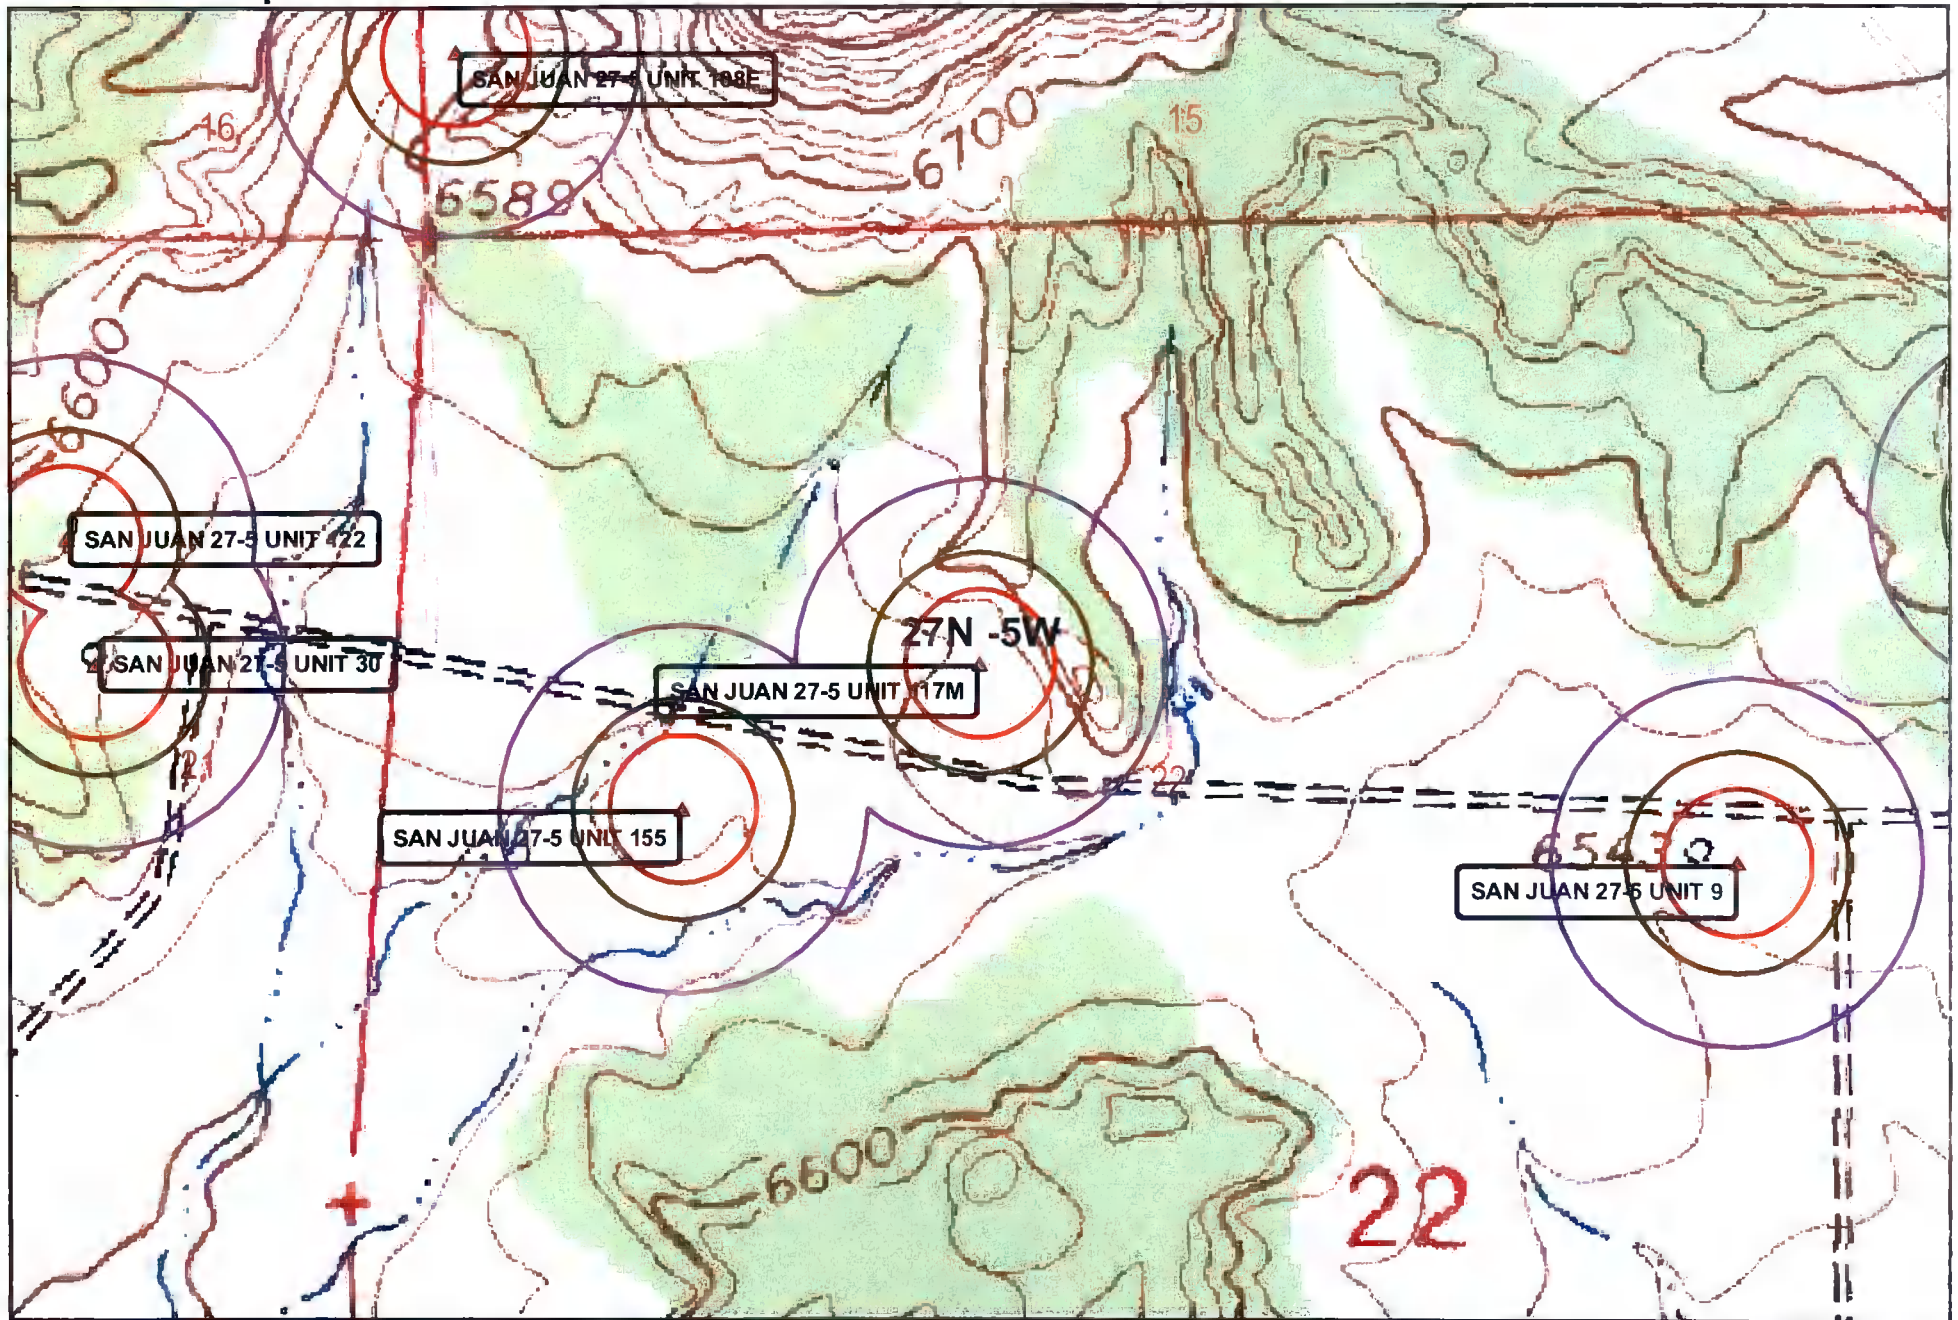 SAN JUAN 27-5 UNIT 108E
16
15
6700
6589
6600
SAN JUAN 27-5 UNIT 122
27N -5W
SAN JUAN 27-5 UNIT 30
SAN JUAN 27-5 UNIT 117M
21
22
SAN JUAN 27-5 UNIT 155
SAN JUAN 27-5 UNIT 9
6600
22